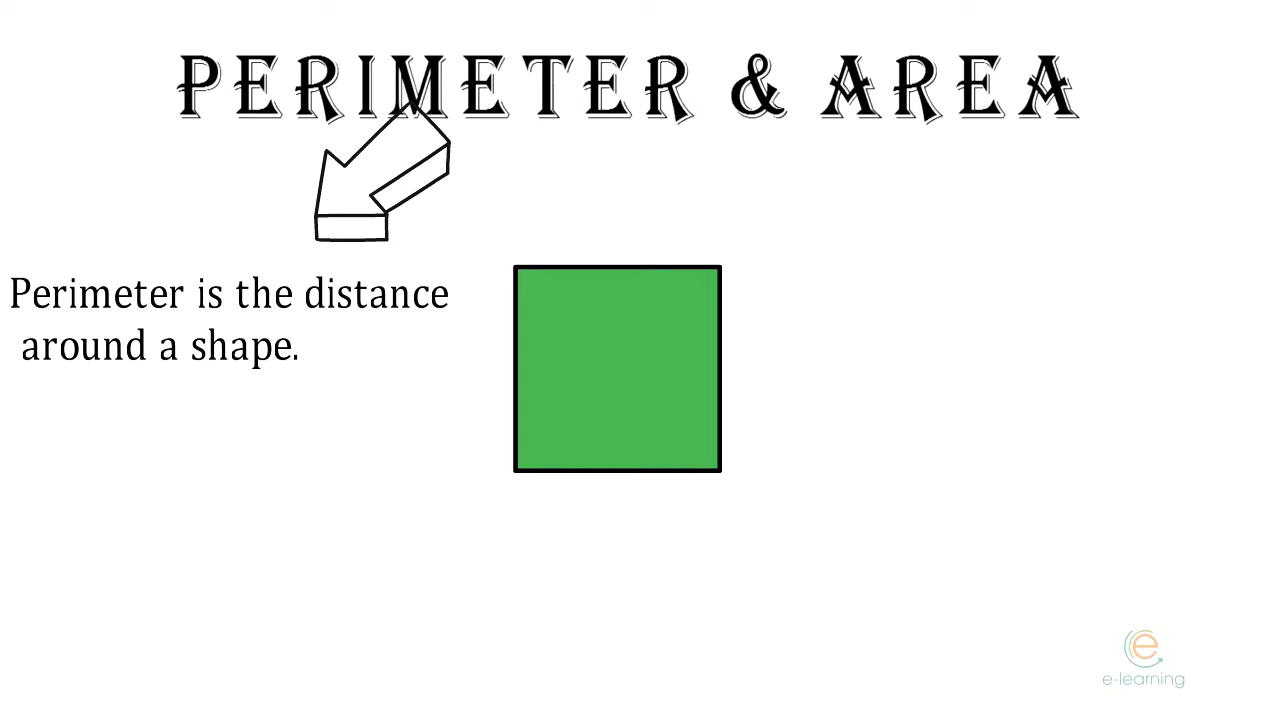 PERIMETER & AREA
Perimeter is the distance
around a shape.
e
e-learning